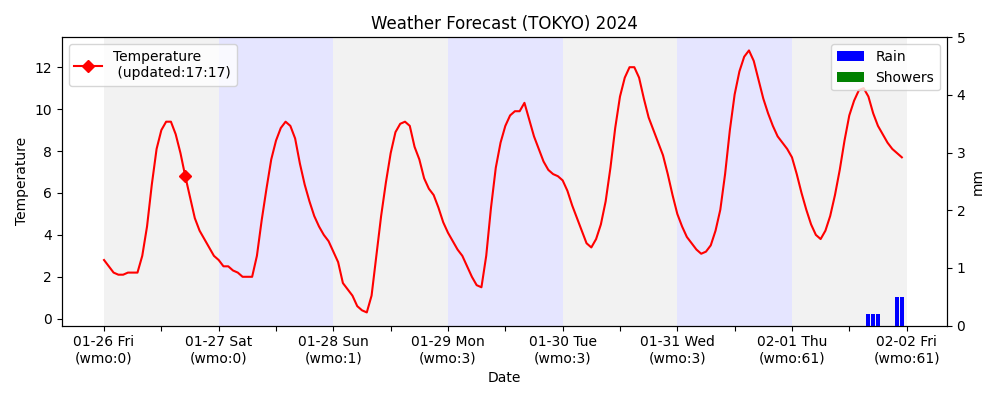 Weather Forecast (TOKYO) 2024
Temperature
(updated:17:17)
Rain
Showers
Temperature
12
10
8
6
4
2
0
5
4
3
2
1
0
mm
01-26 Fri
(wmo:0)
01-27 Sat
(wmo:0)
01-28 Sun
(wmo:1)
01-29 Mon
(wmo:3)
01-30 Tue
(wmo:3)
01-31 Wed
(wmo:3)
02-01 Thu
(wmo:61)
02-02 Fri
(wmo:61)
Date